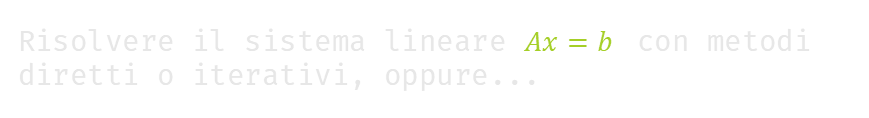 Risolvere il sistema lineare Ax = b con metodi
diretti o iterativi, oppure...